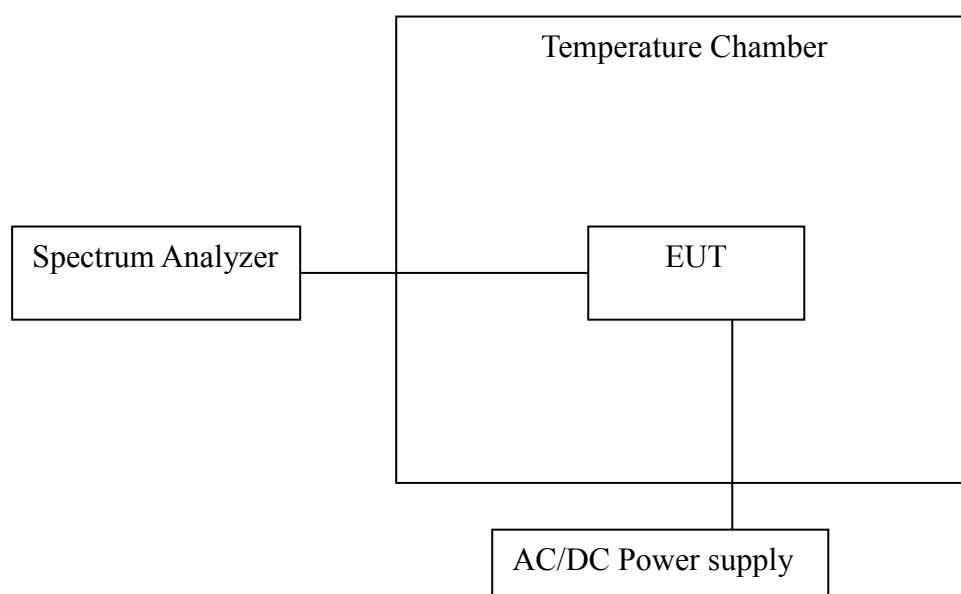 Temperature Chamber
Spectrum Analyzer
EUT
AC/DC Power supply